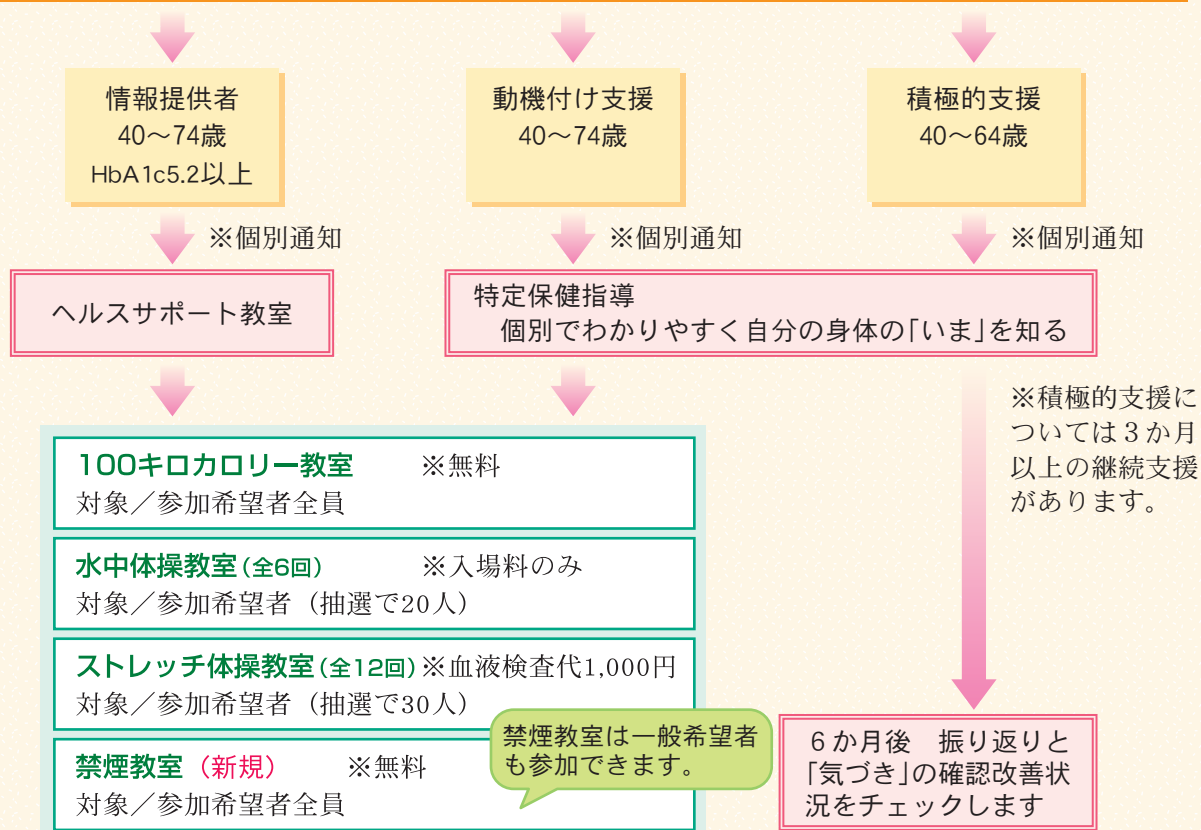 情報提供者
40〜74歳
HbA1c5.2以上
動機付け支援
40〜74歳
積極的支援
40〜64歳
※個別通知
※個別通知
※個別通知
ヘルスサポート教室
特定保健指導
個別でわかりやすく自分の身体の「いま」を知る
※積極的支援に
ついては３か月
以上の継続支援
があります。
100キロカロリー教室 ※無料
対象／参加希望者全員
水中体操教室(全6回) ※入場料のみ
対象／参加希望者（抽選で20人）
ストレッチ体操教室(全12回)※血液検査代1,000円
対象／参加希望者（抽選で30人）
禁煙教室（新規） ※無料
対象／参加希望者全員
禁煙教室は一般希望者
も参加できます。
６か月後 振り返りと
「気づき」の確認改善状
況をチェックします